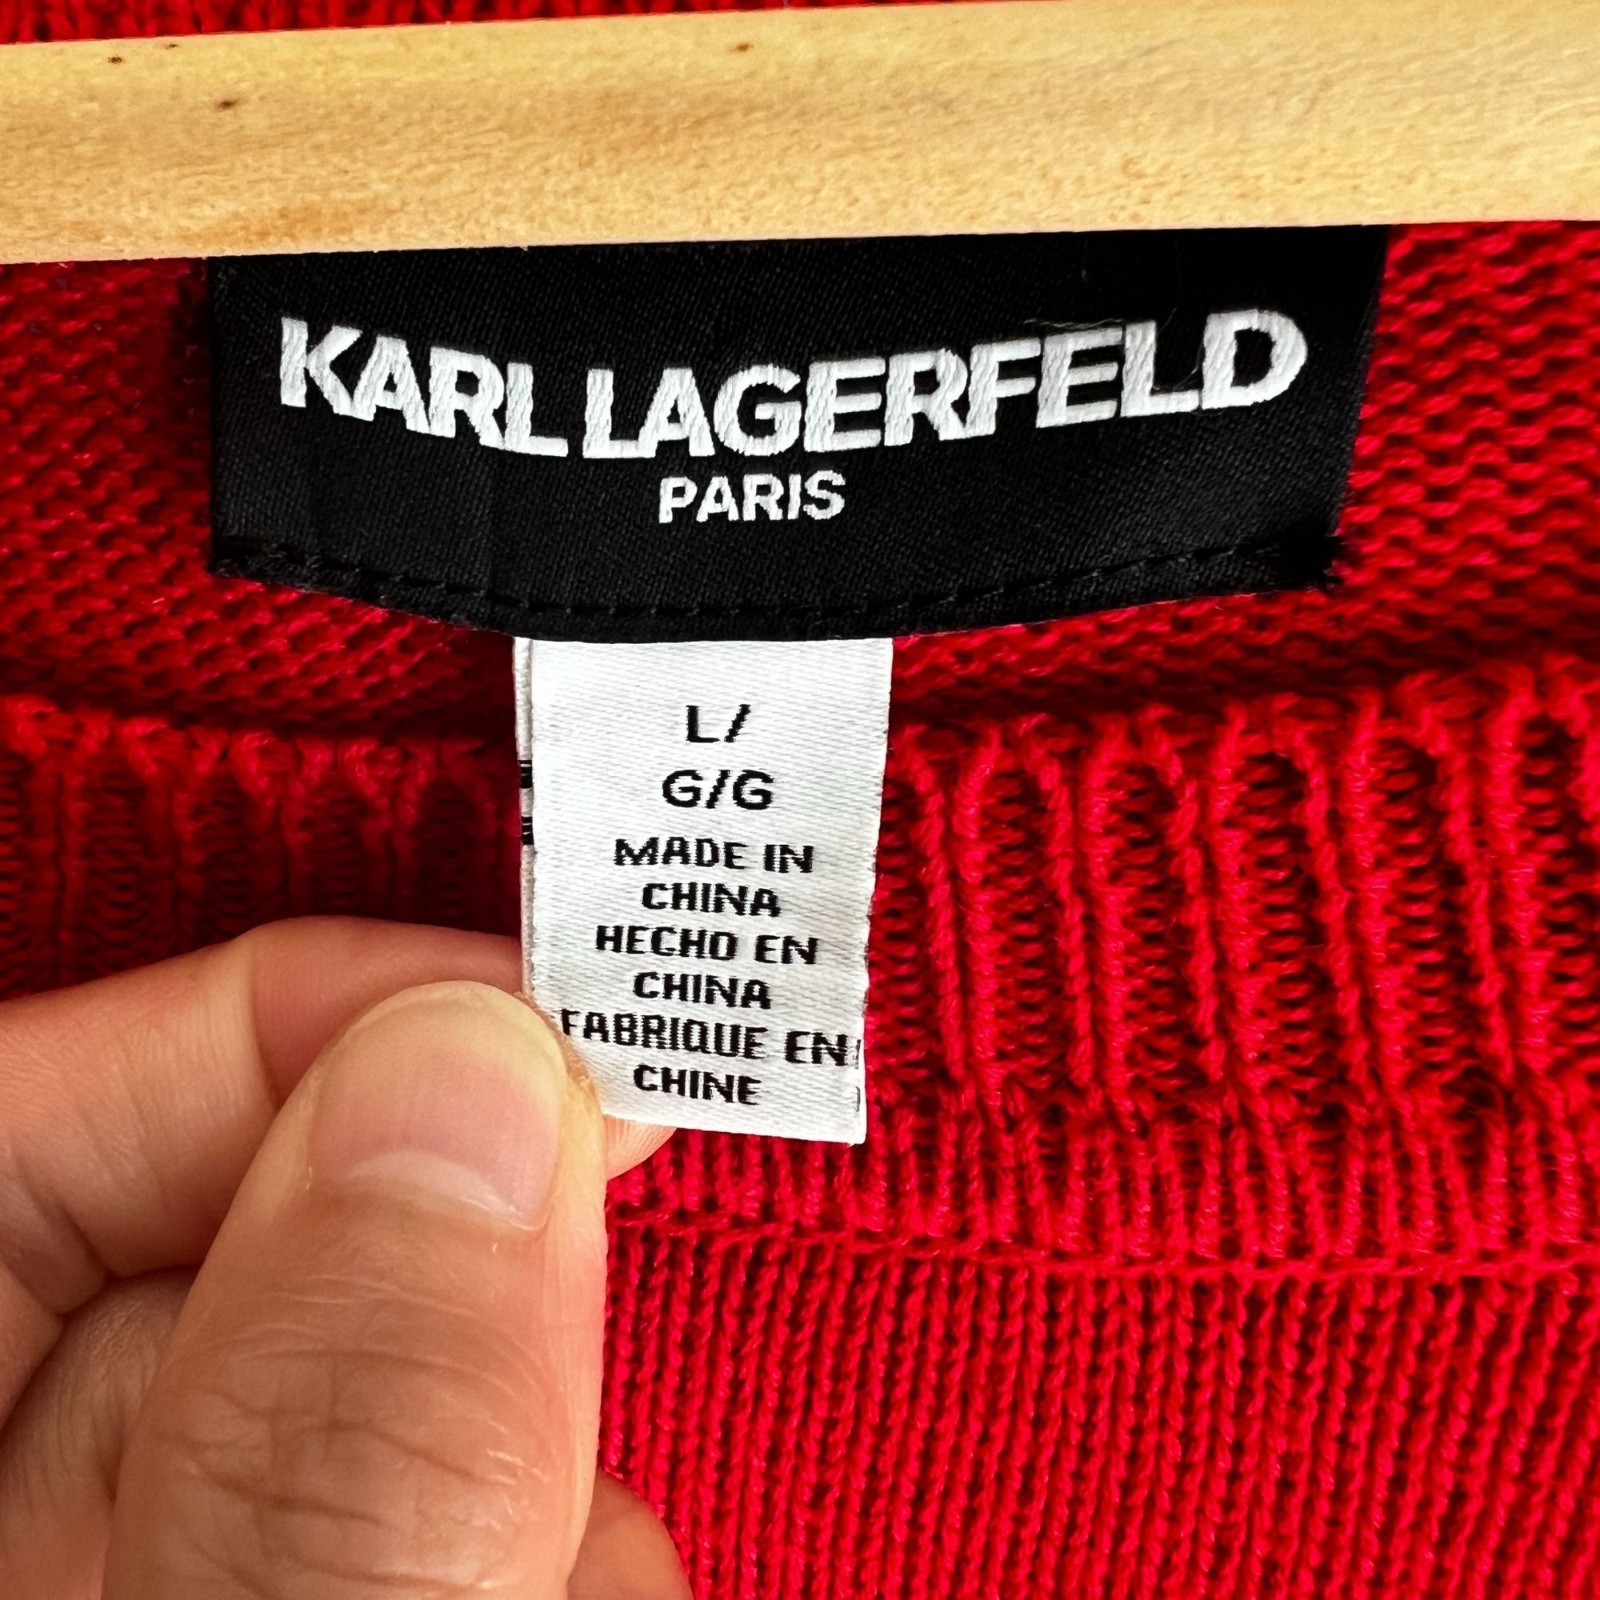 KARL LAGERFELD
PARIS
L/
G/G
MADE IN
CHINA
HECHO EN
CHINA
FABRIQUE EN
CHINE